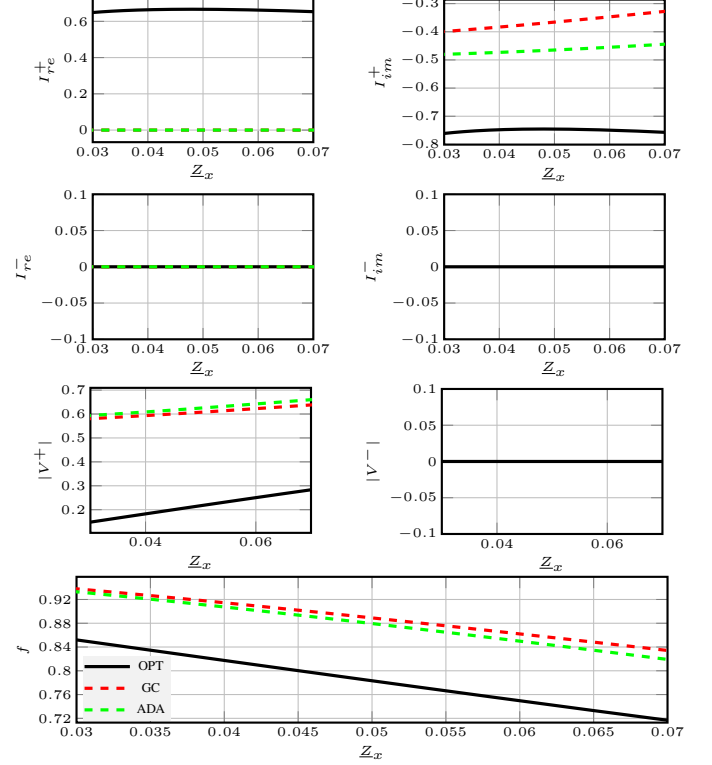 0.6
0.4
0.2
0
0.03 0.04 0.05 0.06 0.07
Z_x
I_re^+
−0.3
−0.4
−0.5
−0.6
−0.7
−0.8
0.03 0.04 0.05 0.06 0.07
Z_x
I_im^+
0.1
0.05
0
−0.05
−0.1
0.03 0.04 0.05 0.06 0.07
Z_x
I_re^−
0.1
0.05
0
−0.05
−0.1
0.03 0.04 0.05 0.06 0.07
Z_x
I_im^−
0.7
0.6
0.5
0.4
0.3
0.2
0.04 0.06
Z_x
|V^+|
0.1
0.05
0
−0.05
−0.1
0.04 0.06
Z_x
|V^−|
0.92
0.88
0.84
0.8
0.76
0.72
f
OPT
GC
ADA
0.03 0.035 0.04 0.045 0.05 0.055 0.06 0.065 0.07
Z_x